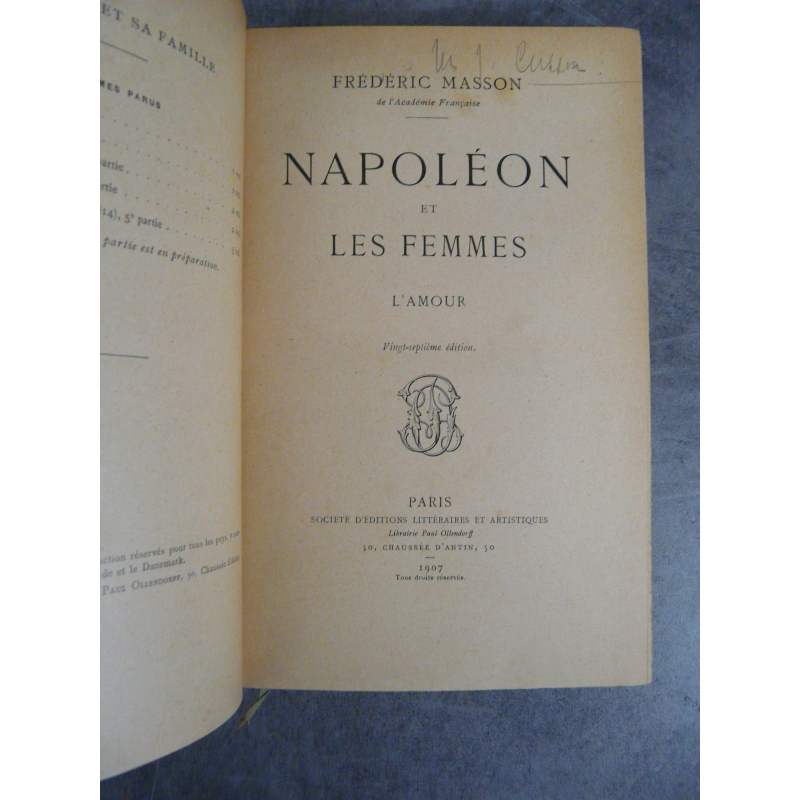 ET SA FAMILLE
MES PARUS
partie
partie
14), 5e partie
partie est en préparation.
ction réservés pour tous les pays, y
de et le Danemark.
PAUL OLLENDORFF, 50, Chaussée d'Antin
FRÉDÉRIC MASSON
de l'Académie Française
NAPOLÉON
ET
LES FEMMES
L'AMOUR
Vingt-septième édition.
PARIS
SOCIÉTÉ D'ÉDITIONS LITTÉRAIRES ET ARTISTIQUES
Librairie Paul Ollendorff
50, CHAUSSÉE D'ANTIN, 50
1907
Tous droits réservés.